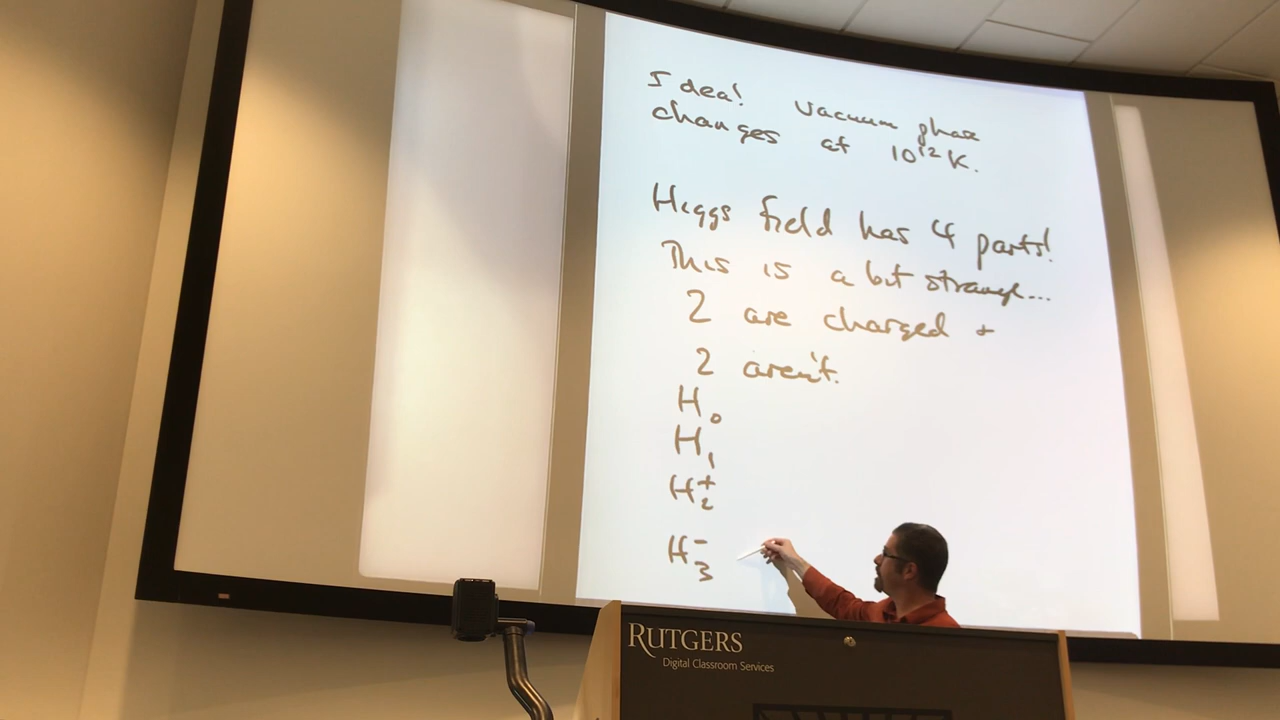 Idea! vacuum phase
changes at 10¹²K.
Higgs field has 4 parts!
This is a bit strange...
2 are charged +
2 aren't.
H₀
H₁
H₂⁺
H₃⁻
RUTGERS
Digital Classroom Services